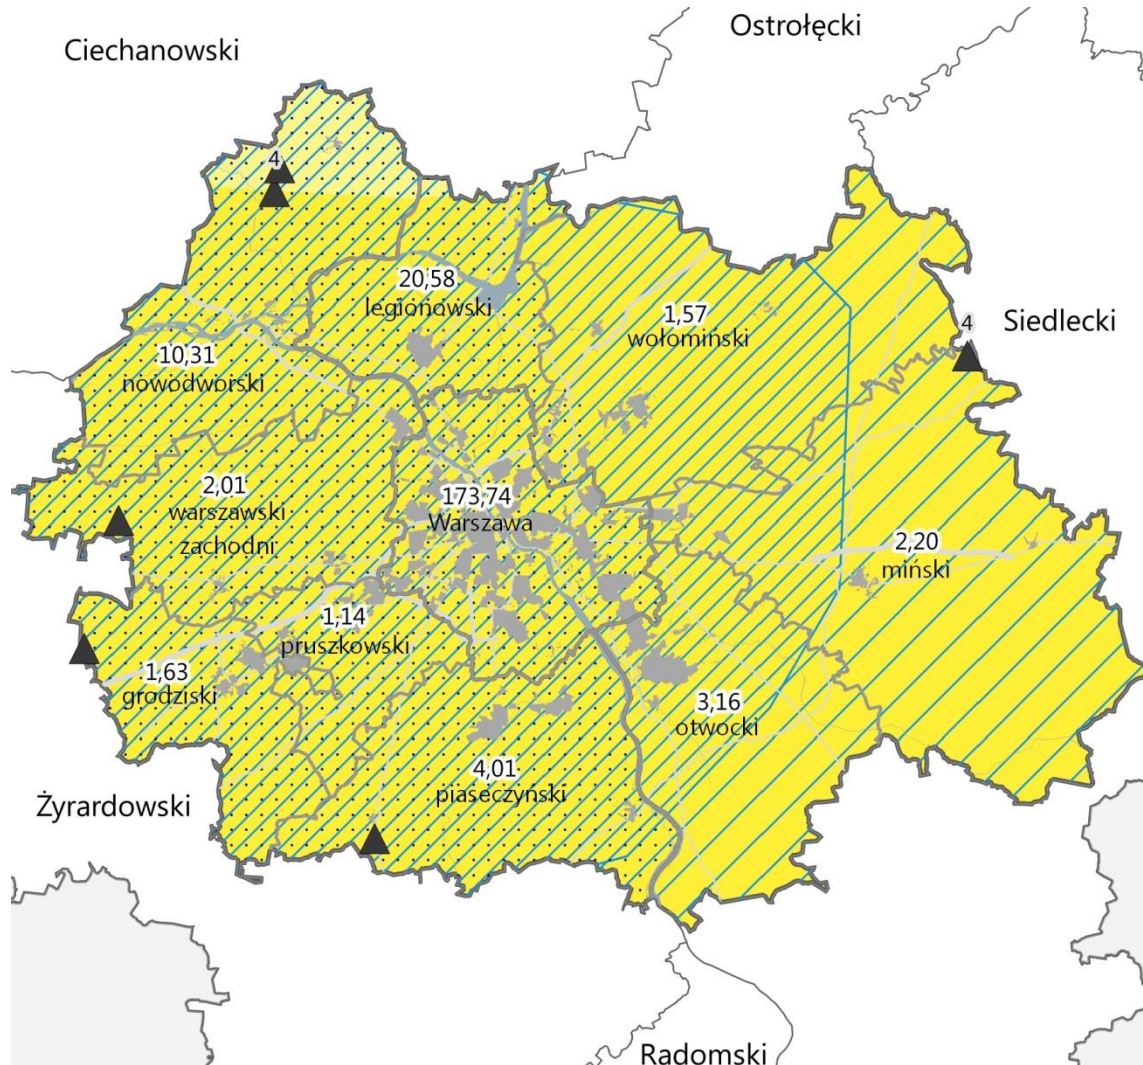 Ostrołęcki
Ciechanowski
4
20,58
legionowski
1,57
wołomiński
Siedlecki
4
10,31
nowodworski
2,01
warszawski
zachodni
173,74
Warszawa
2,20
miński
1,14
pruszkowski
1,63
grodziski
3,16
otwocki
4,01
piaseczyński
Żyrardowski
Radomski